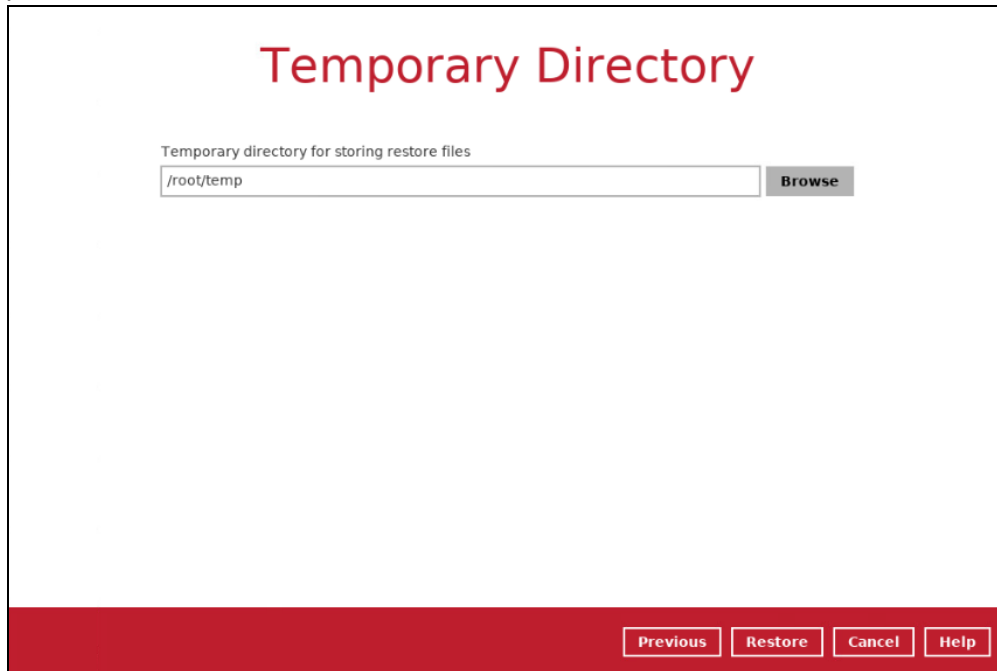 Temporary Directory
Temporary directory for storing restore files
/root/temp
Browse
Previous Restore Cancel Help